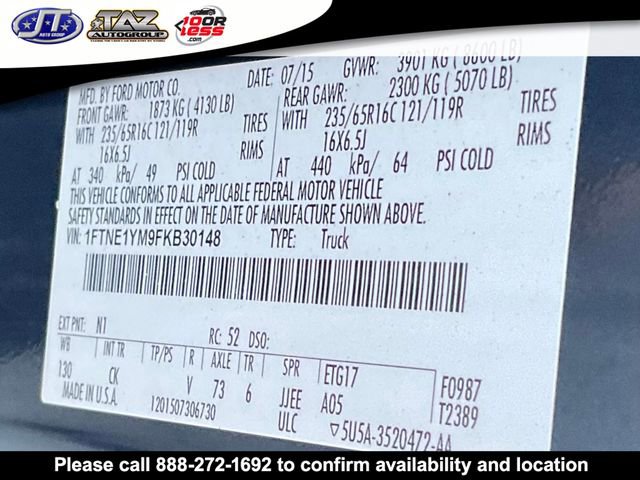 JT AUTO GROUP TAZ AUTOGROUP 10OR LESS.COM
MFD. BY FORD MOTOR CO. DATE: 07/15 GVWR: 3901 KG ( 8600 LB)
FRONT GAWR: 1873 KG ( 4130 LB) REAR GAWR: 2300 KG ( 5070 LB)
WITH 235/65R16C 121/119R TIRES WITH 235/65R16C 121/119R TIRES
16X6.5J RIMS 16X6.5J RIMS
AT 340 kPa/ 49 PSI COLD AT 440 kPa/ 64 PSI COLD
THIS VEHICLE CONFORMS TO ALL APPLICABLE FEDERAL MOTOR VEHICLE
SAFETY STANDARDS IN EFFECT ON THE DATE OF MANUFACTURE SHOWN ABOVE.
VIN: 1FTNE1YM9FKB30148 TYPE: Truck
EXT PNT: N1 RC: 52 DSO:
WB INT TR TP/PS R AXLE TR SPR ETG17 F0987
130 CK V 73 6 JJEE A05 T2389
MADE IN U.S.A. 1201507306730 ULC ▽5U5A-3520472-AA
Please call 888-272-1692 to confirm availability and location